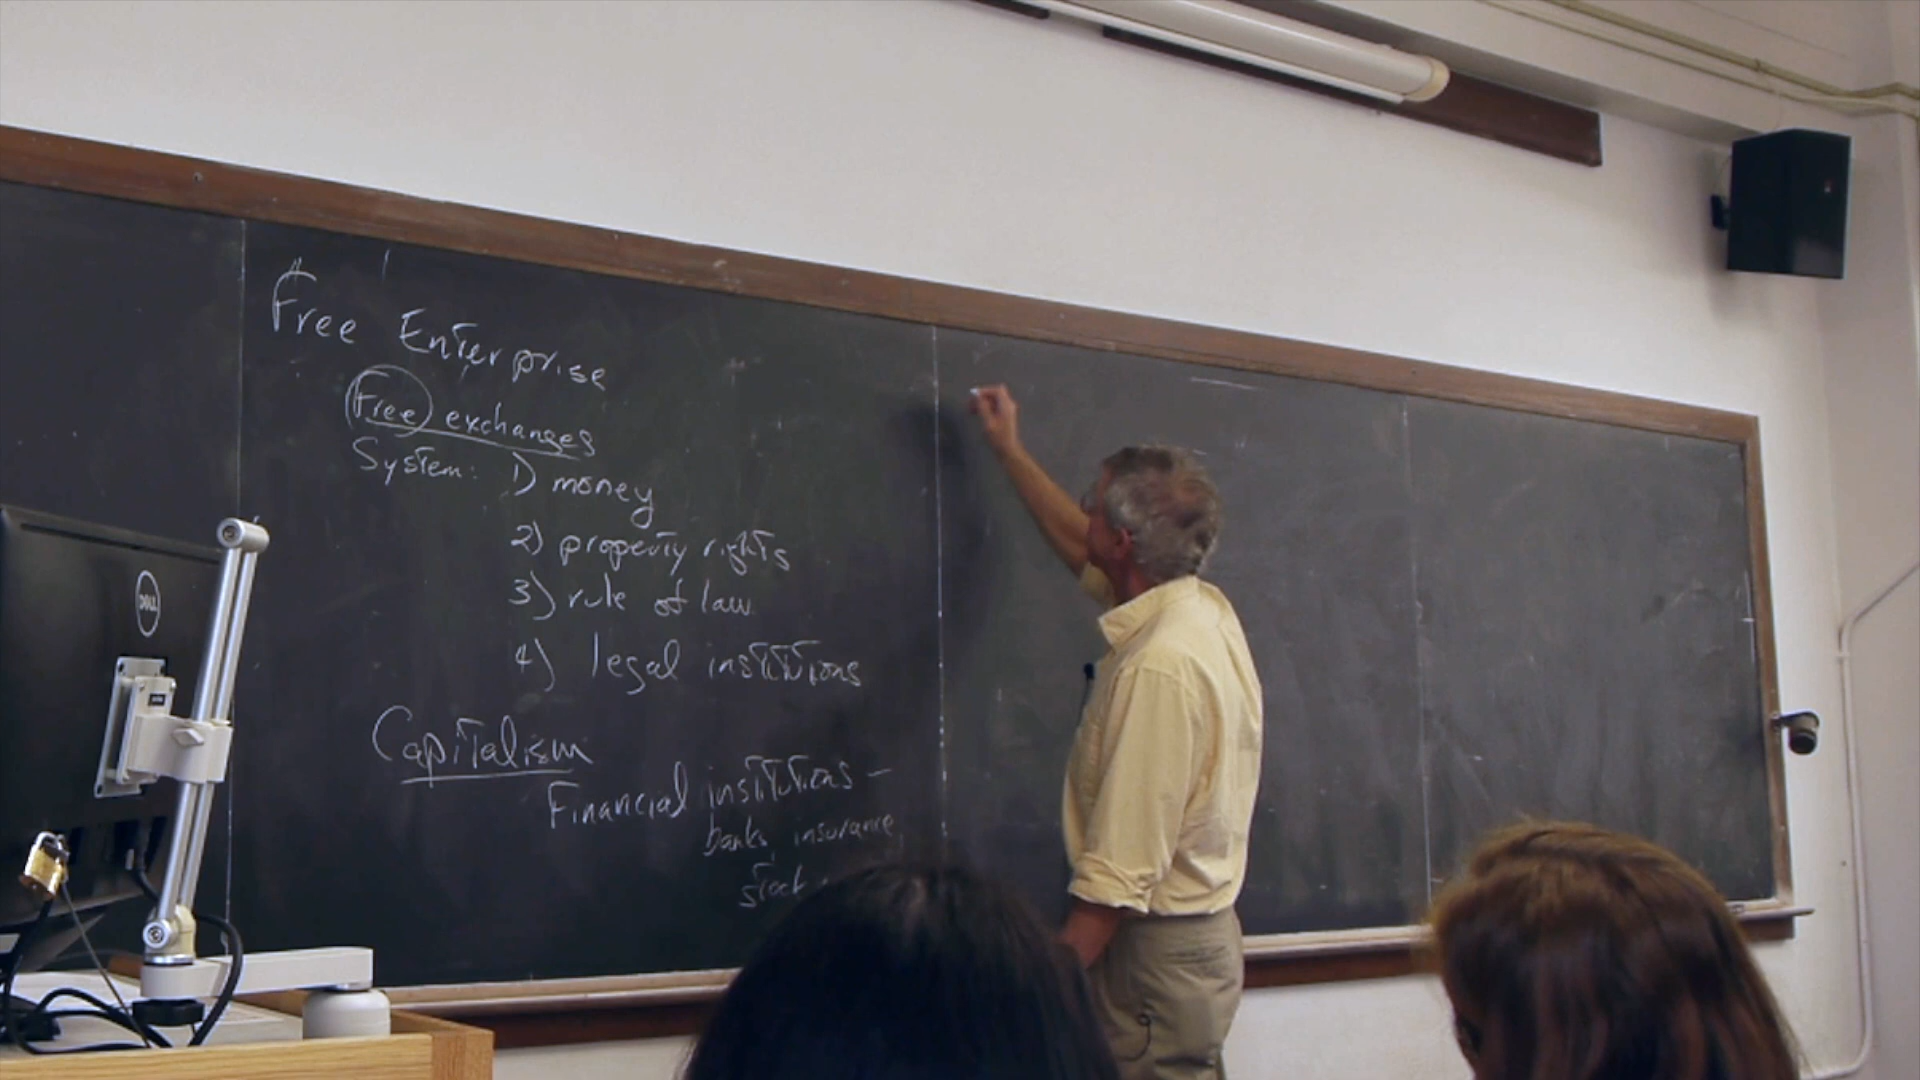 Free Enterprise
Free exchanges
System: 1) money
2) property rights
3) rule of law
4) legal institutions
Capitalism
Financial institutions –
banks, insurance,
stock
DELL